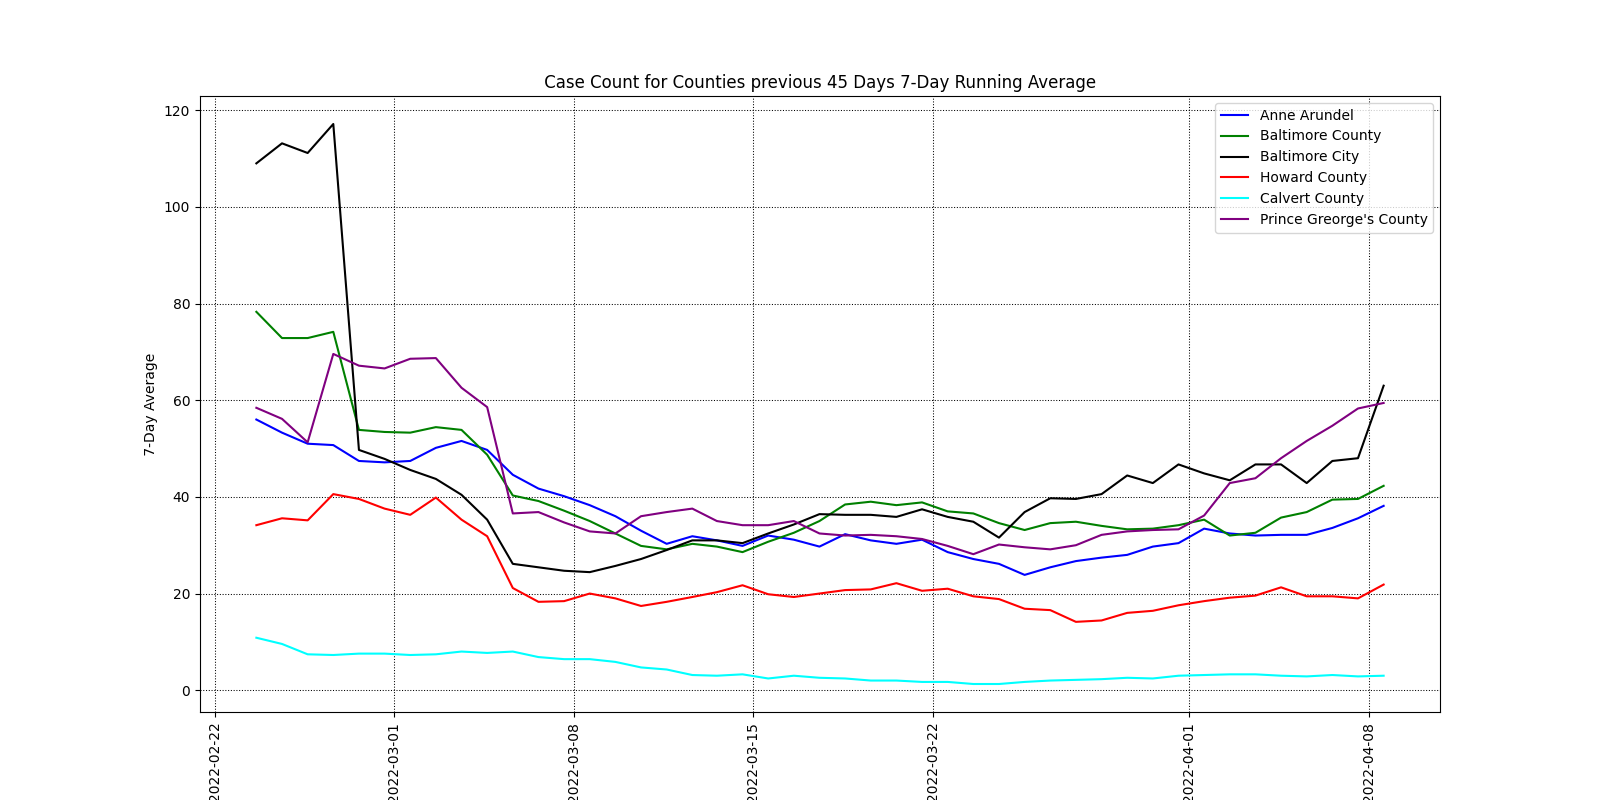 Case Count for Counties previous 45 Days 7-Day Running Average
120
100
80
60
40
20
0
7-Day Average
Anne Arundel
Baltimore County
Baltimore City
Howard County
Calvert County
Prince Greorge's County
2022-02-22
2022-03-01
2022-03-08
2022-03-15
2022-03-22
2022-04-01
2022-04-08